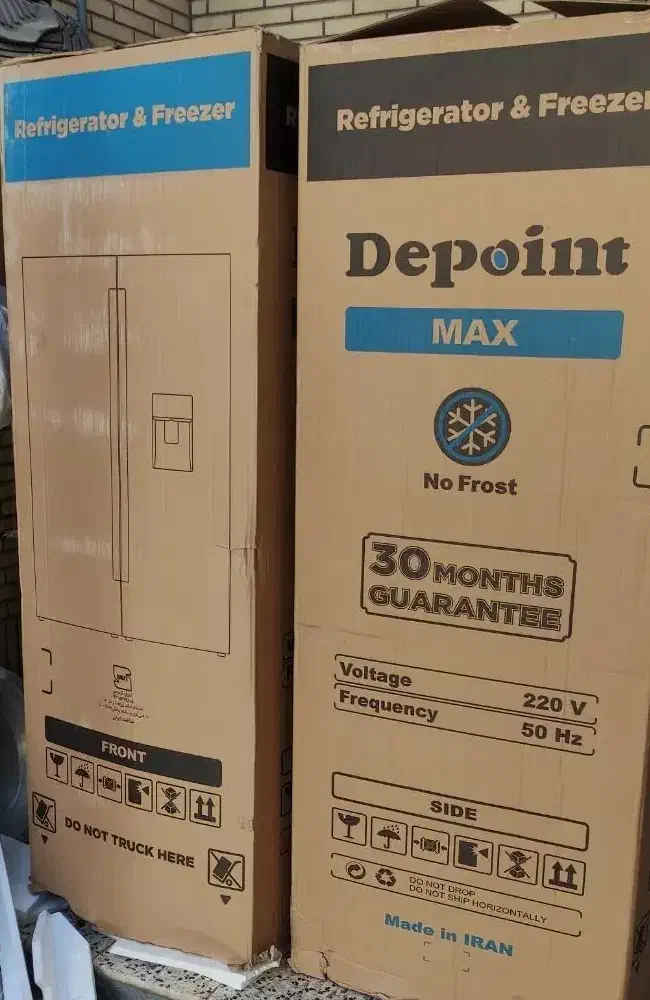 Refrigerator & Freezer
FRONT
DO NOT TRUCK HERE
Refrigerator & Freezer
Depoint
MAX
No Frost
30 MONTHS
GUARANTEE
Voltage 220 V
Frequency 50 Hz
SIDE
DO NOT DROP
DO NOT SHIP HORIZONTALLY
Made in IRAN